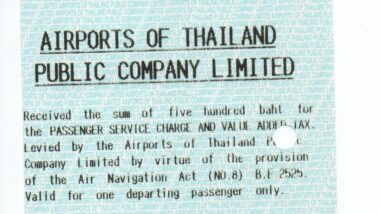 AIRPORTS OF THAILAND
PUBLIC COMPANY LIMITED
Received the sum of five hundred baht for
the PASSENGER SERVICE CHARGE AND VALUE ADDED TAX.
Levied by the Airports of Thailand
Company Limited by virtue of the provision
of the Air Navigation Act (NO.8) B.E 2525.
Valid for one departing passenger only.